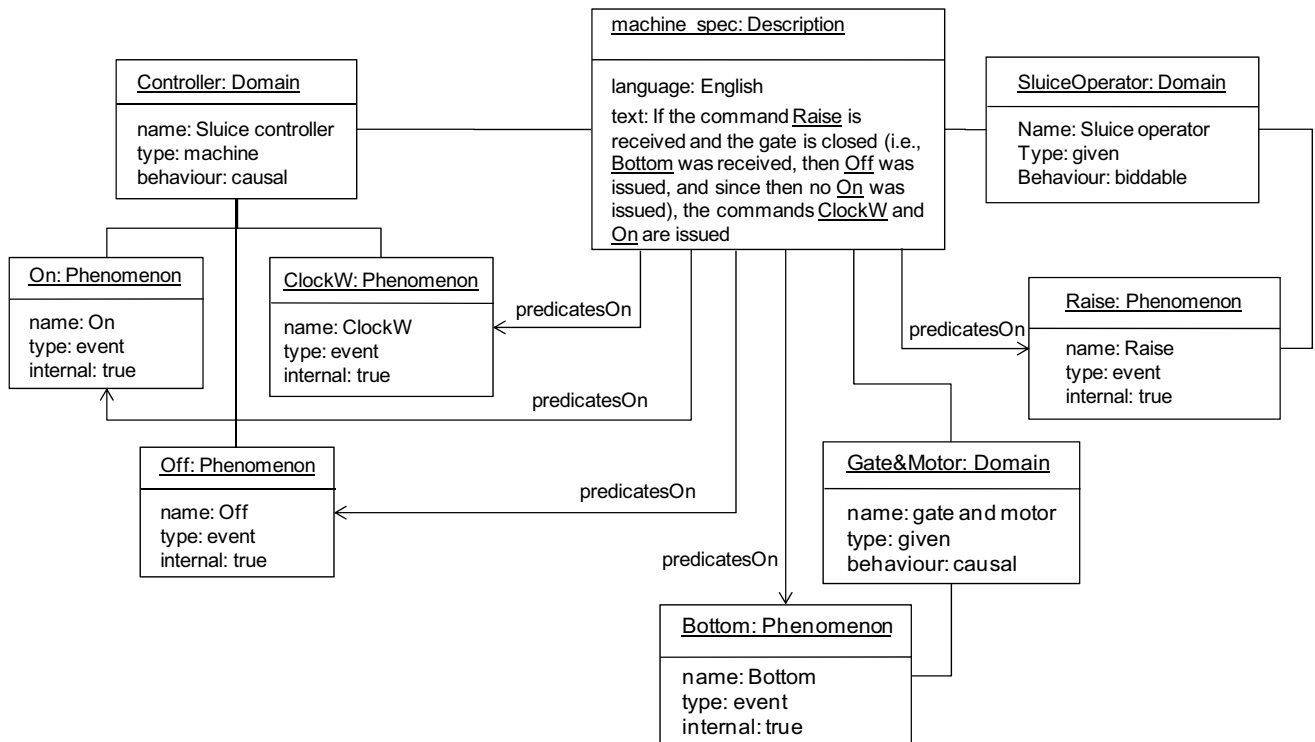 machine_spec: Description
language: English
text: If the command Raise is
received and the gate is closed (i.e.,
Bottom was received, then Off was
issued, and since then no On was
issued), the commands ClockW and
On are issued
Controller: Domain
name: Sluice controller
type: machine
behaviour: causal
SluiceOperator: Domain
Name: Sluice operator
Type: given
Behaviour: biddable
On: Phenomenon
name: On
type: event
internal: true
ClockW: Phenomenon
name: ClockW
type: event
internal: true
predicatesOn
predicatesOn
Raise: Phenomenon
name: Raise
type: event
internal: true
predicatesOn
Off: Phenomenon
name: Off
type: event
internal: true
predicatesOn
Gate&Motor: Domain
name: gate and motor
type: given
behaviour: causal
predicatesOn
Bottom: Phenomenon
name: Bottom
type: event
internal: true